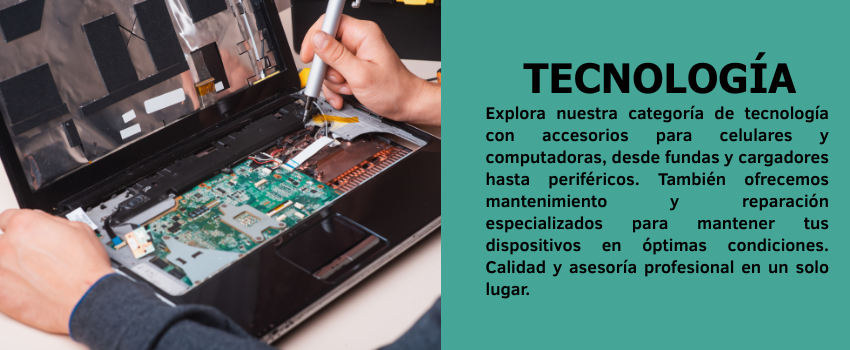 TECNOLOGÍA
Explora nuestra categoría de tecnología
con accesorios para celulares y
computadoras, desde fundas y cargadores
hasta periféricos. También ofrecemos
mantenimiento y reparación
especializados para mantener tus
dispositivos en óptimas condiciones.
Calidad y asesoría profesional en un solo
lugar.